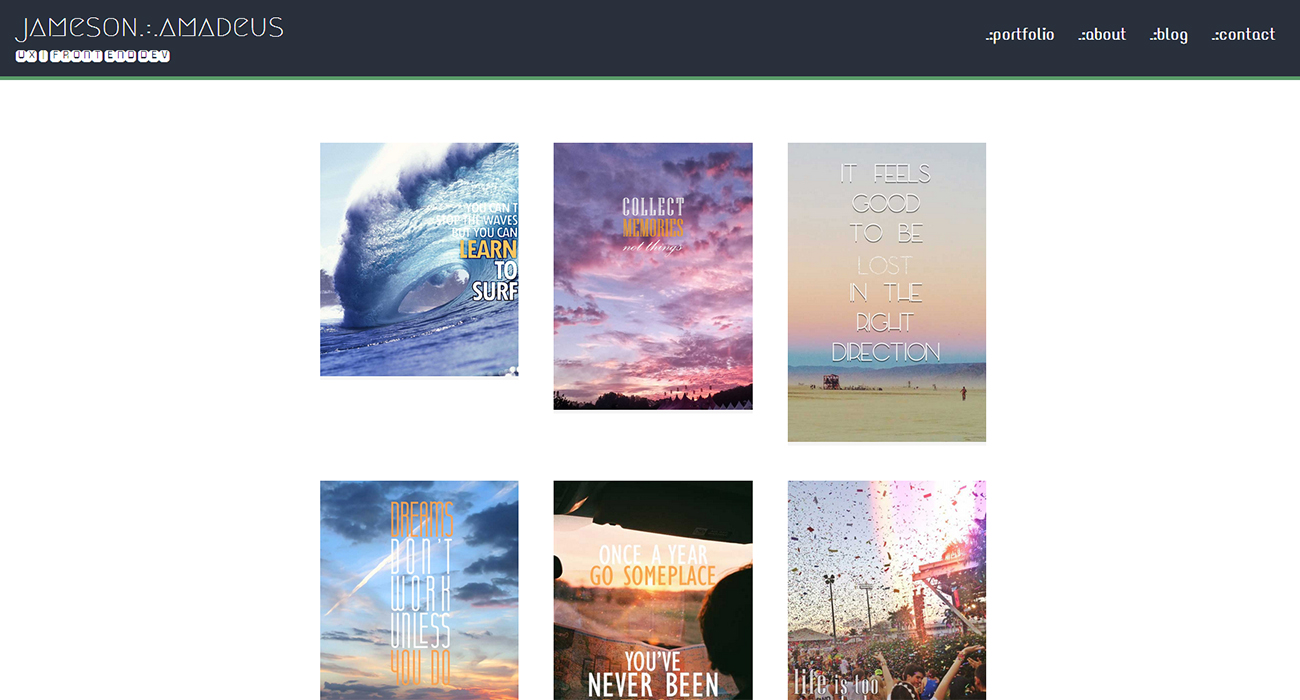 JAMESON.:.AMADEUS
UX | FRONT END DEV
.:portfolio .:about .:blog .:contact
YOU CAN'T
STOP THE WAVES
BUT YOU CAN
LEARN
TO
SURF
COLLECT
MEMORIES
not things
IT FEELS
GOOD
TO BE
LOST
IN THE
RIGHT
DIRECTION
DREAMS
DON'T
WORK
UNLESS
YOU DO
ONCE A YEAR
GO SOMEPLACE
YOU'VE
NEVER BEEN
life is too